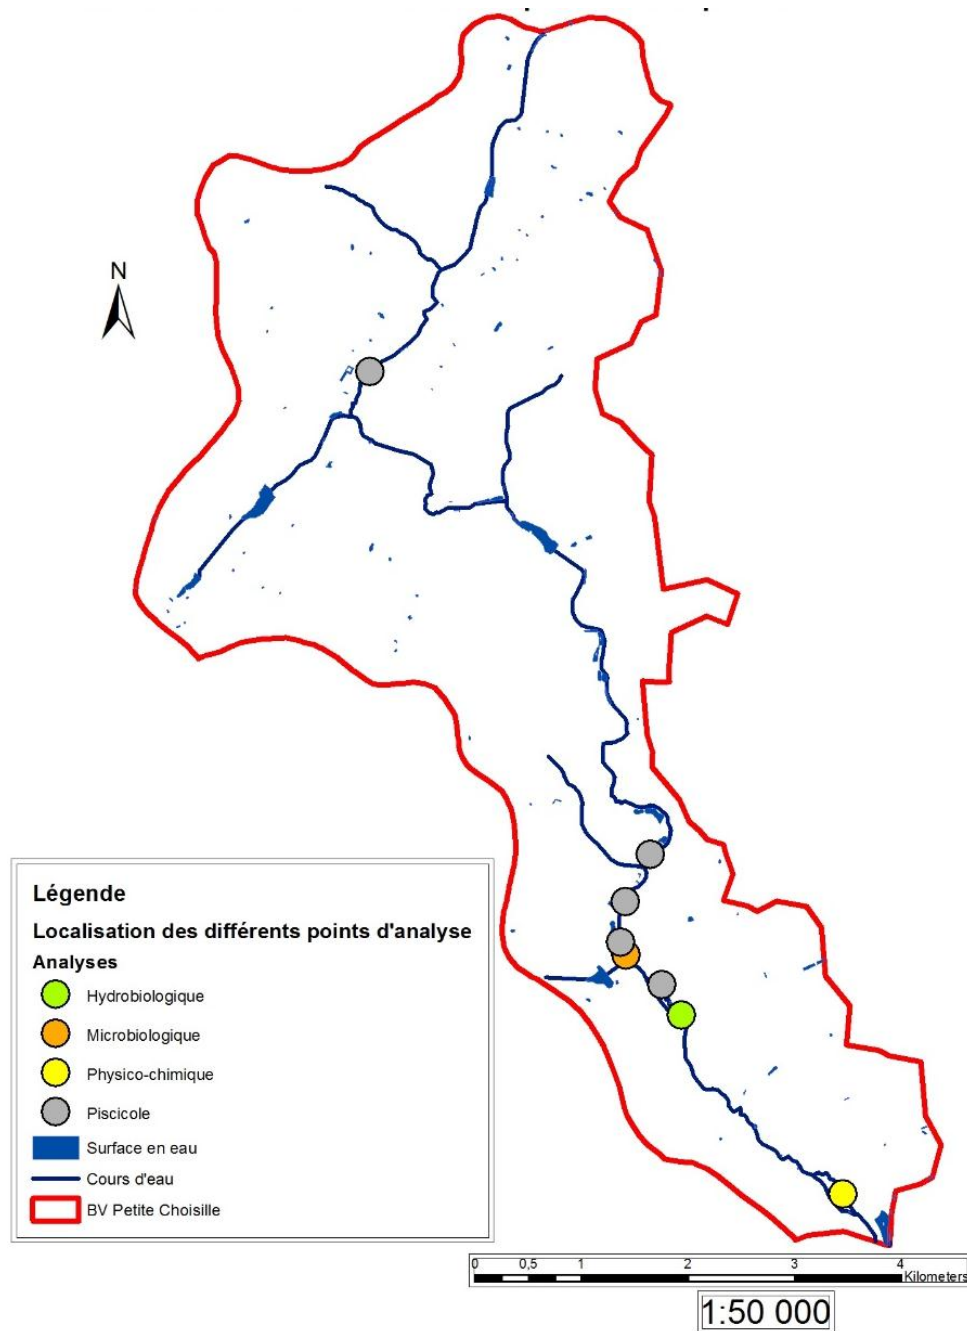 N
Légende
Localisation des différents points d'analyse
Analyses
Hydrobiologique
Microbiologique
Physico-chimique
Piscicole
Surface en eau
Cours d'eau
BV Petite Choisille
0 0,5 1 2 3 4
Kilometers
1:50 000